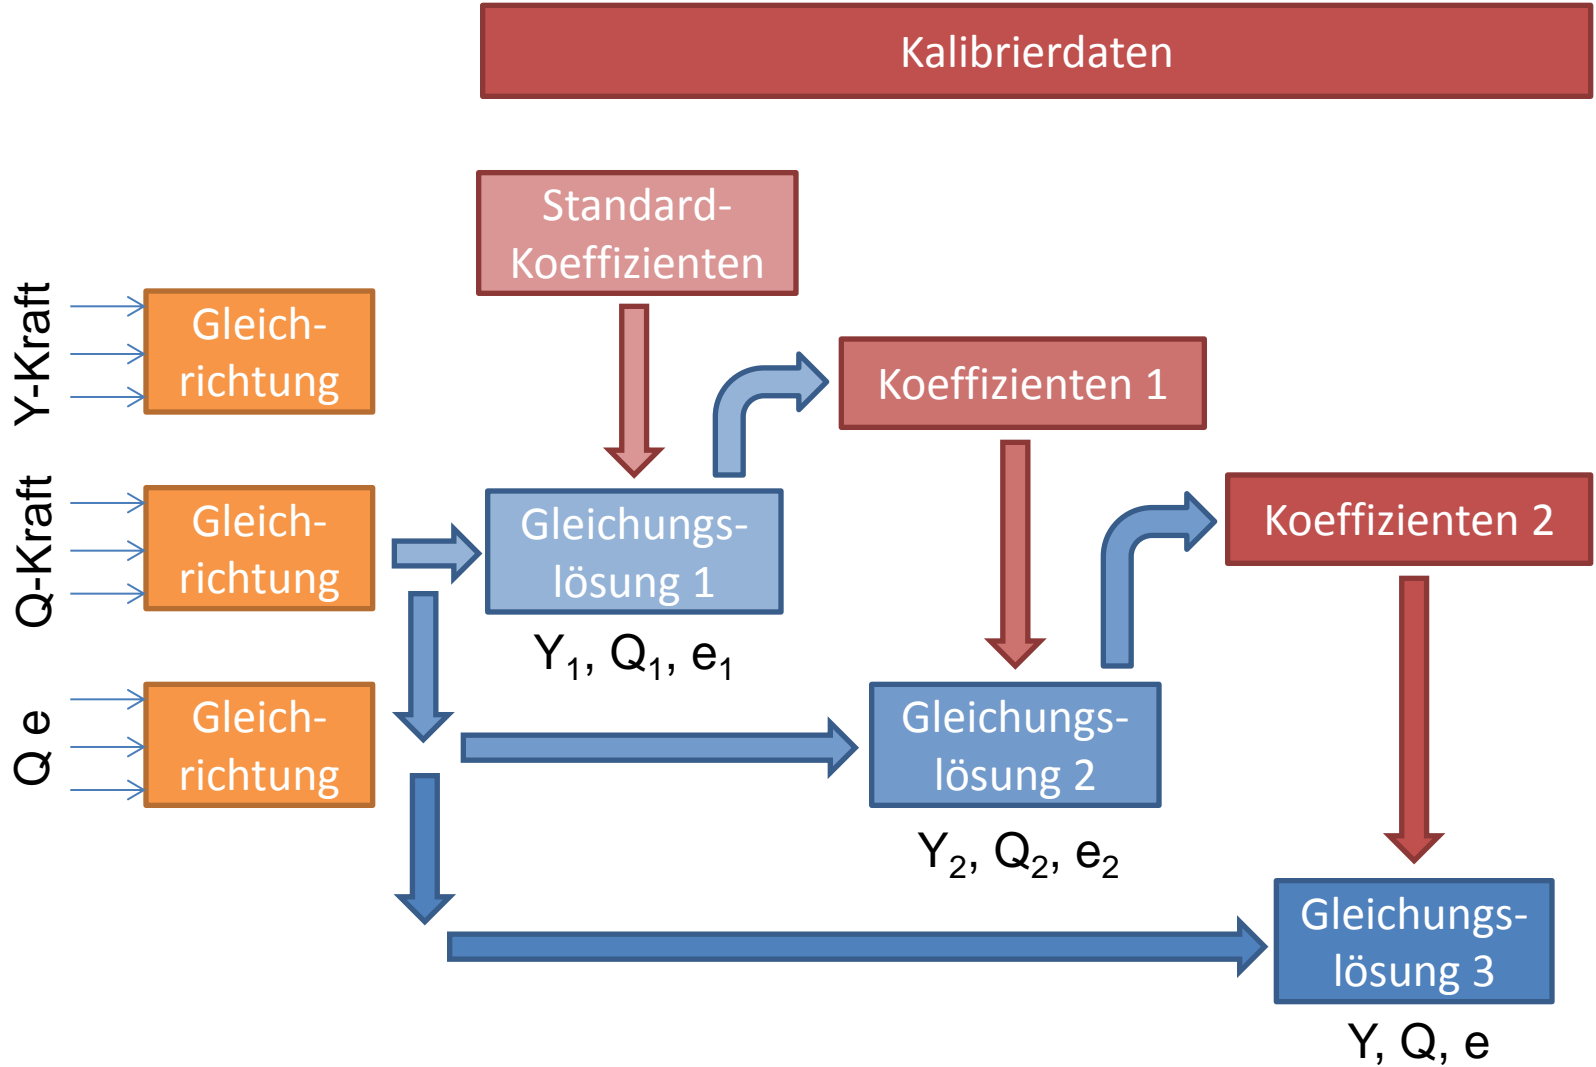 Kalibrierdaten
Standard-
Koeffizienten
Y-Kraft
Gleich-
richtung
Koeffizienten 1
Q-Kraft
Gleich-
richtung
Gleichungs-
lösung 1
Y₁, Q₁, e₁
Koeffizienten 2
Q e
Gleich-
richtung
Gleichungs-
lösung 2
Y₂, Q₂, e₂
Gleichungs-
lösung 3
Y, Q, e